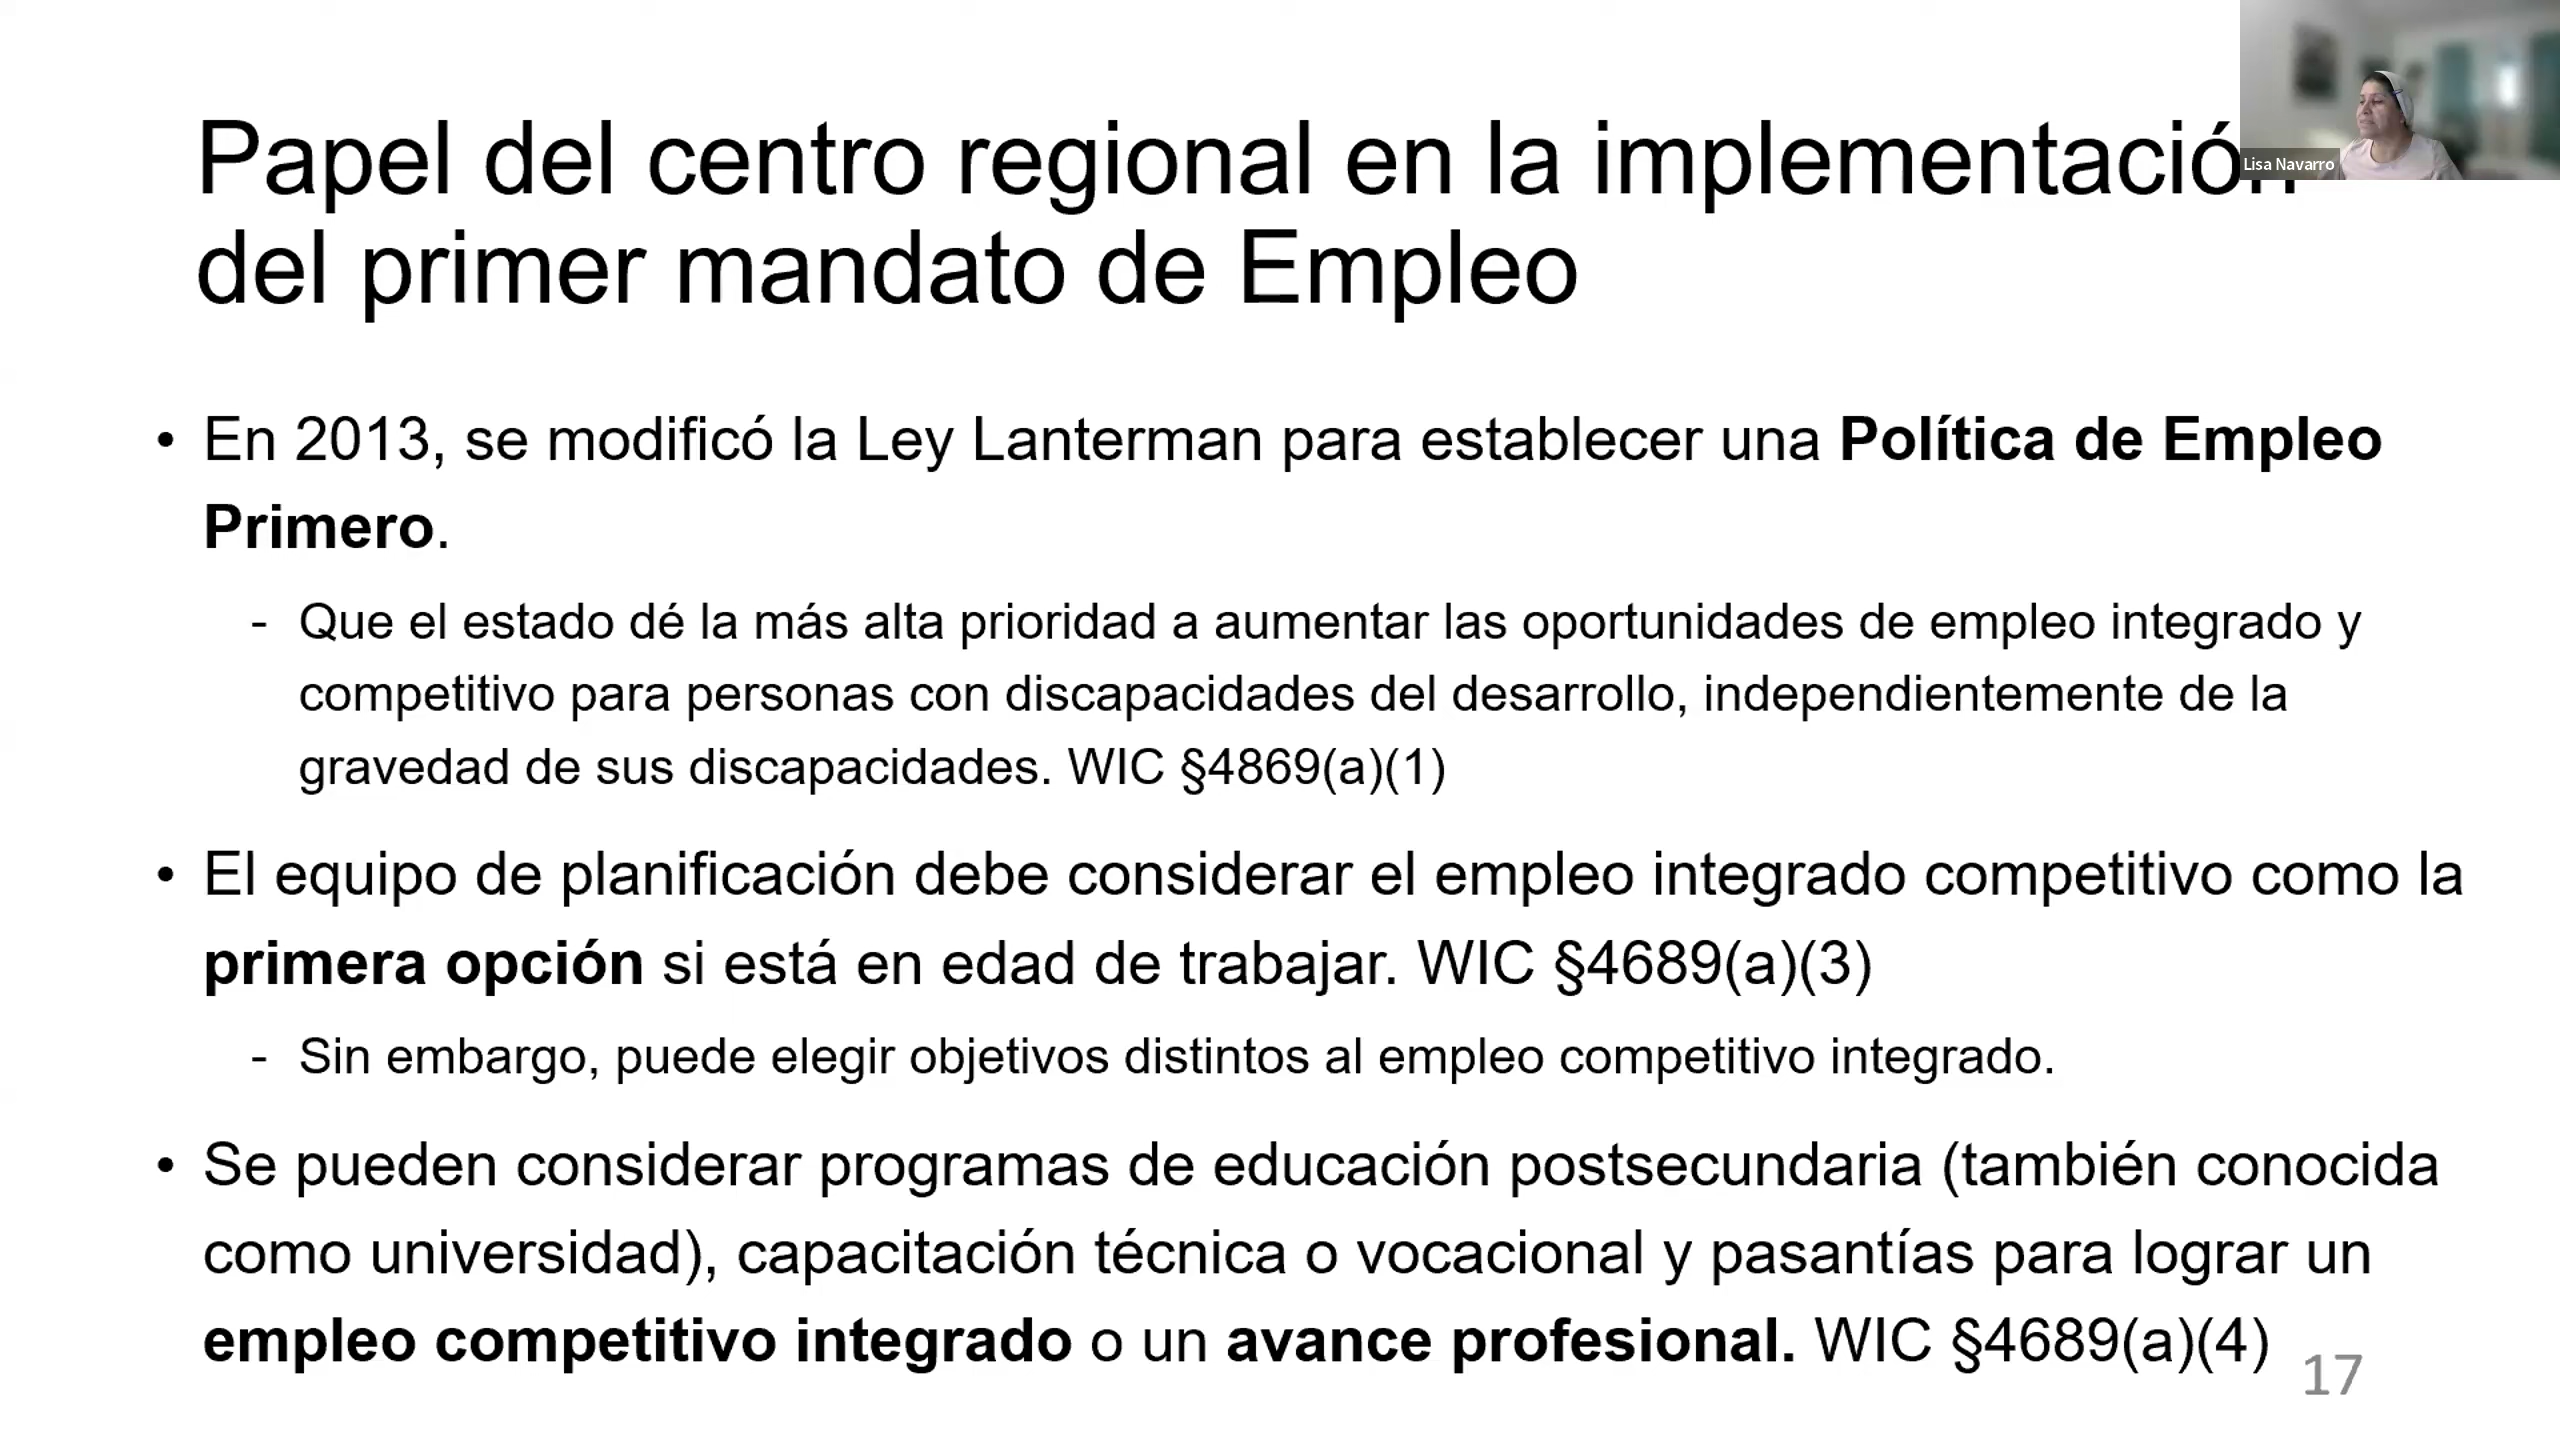 Papel del centro regional en la implementación
del primer mandato de Empleo
Lisa Navarro
• En 2013, se modificó la Ley Lanterman para establecer una Política de Empleo
Primero.
- Que el estado dé la más alta prioridad a aumentar las oportunidades de empleo integrado y
competitivo para personas con discapacidades del desarrollo, independientemente de la
gravedad de sus discapacidades. WIC §4869(a)(1)
• El equipo de planificación debe considerar el empleo integrado competitivo como la
primera opción si está en edad de trabajar. WIC §4689(a)(3)
- Sin embargo, puede elegir objetivos distintos al empleo competitivo integrado.
• Se pueden considerar programas de educación postsecundaria (también conocida
como universidad), capacitación técnica o vocacional y pasantías para lograr un
empleo competitivo integrado o un avance profesional. WIC §4689(a)(4)
17